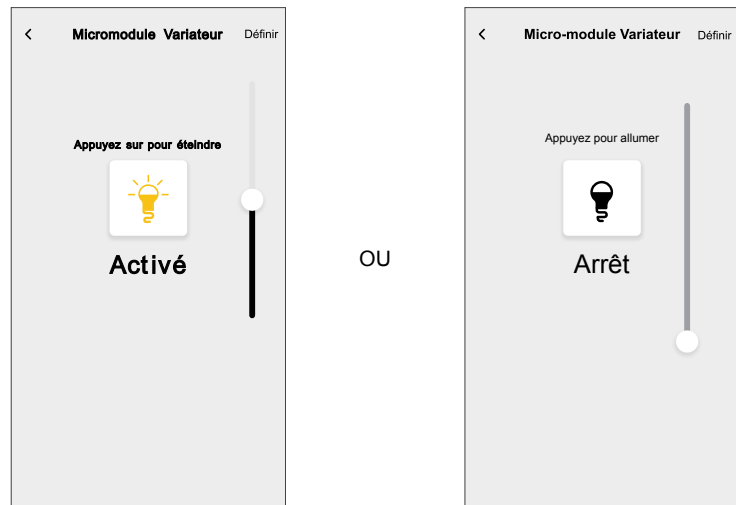 < Micromodule Variateur Définir
Appuyez sur pour éteindre
Activé
OU
< Micro-module Variateur Définir
Appuyez pour allumer
Arrêt